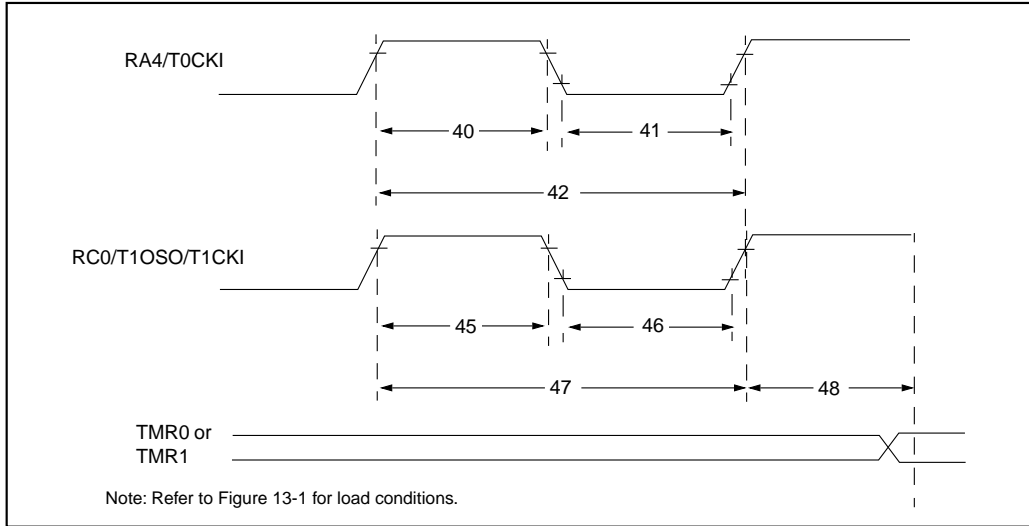 RA4/T0CKI
40
41
42
RC0/T1OSO/T1CKI
45
46
47
48
TMR0 or
TMR1
Note: Refer to Figure 13-1 for load conditions.